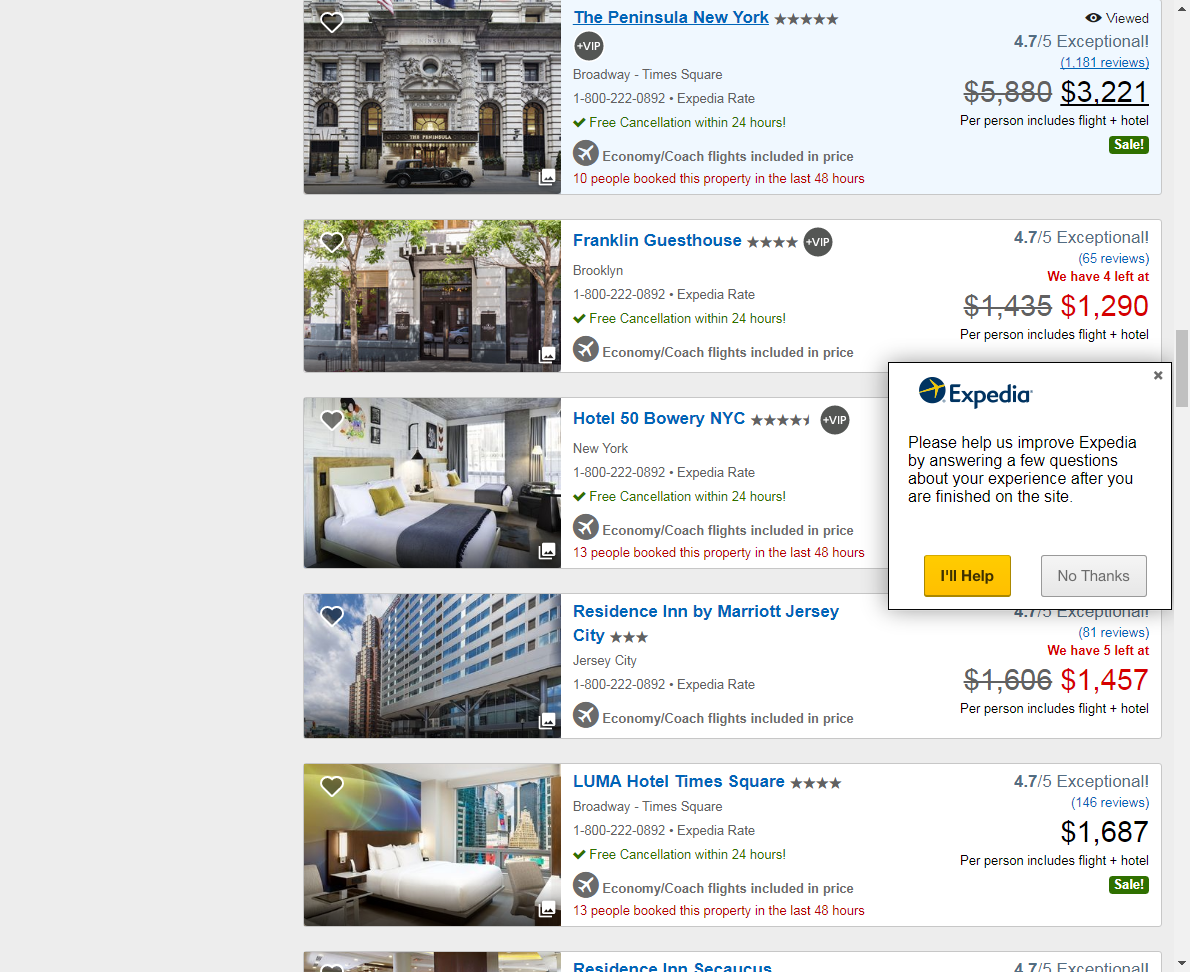 The Peninsula New York
Viewed
+VIP
4.7/5 Exceptional!
(1,181 reviews)
Broadway - Times Square
$5,880 $3,221
1-800-222-0892 • Expedia Rate
Per person includes flight + hotel
Free Cancellation within 24 hours!
Sale!
Economy/Coach flights included in price
10 people booked this property in the last 48 hours
THE PENINSULA
HOTEL
Franklin Guesthouse
+VIP
4.7/5 Exceptional!
(65 reviews)
Brooklyn
We have 4 left at
1-800-222-0892 • Expedia Rate
$1,435 $1,290
Free Cancellation within 24 hours!
Per person includes flight + hotel
Economy/Coach flights included in price
Expedia
Please help us improve Expedia
by answering a few questions
about your experience after you
are finished on the site.
I'll Help
No Thanks
Hotel 50 Bowery NYC
+VIP
New York
1-800-222-0892 • Expedia Rate
Free Cancellation within 24 hours!
Economy/Coach flights included in price
13 people booked this property in the last 48 hours
Residence Inn by Marriott Jersey
City
4.7/5 Exceptional!
(81 reviews)
We have 5 left at
Jersey City
1-800-222-0892 • Expedia Rate
$1,606 $1,457
Per person includes flight + hotel
Economy/Coach flights included in price
LUMA Hotel Times Square
4.7/5 Exceptional!
(146 reviews)
Broadway - Times Square
1-800-222-0892 • Expedia Rate
$1,687
Free Cancellation within 24 hours!
Per person includes flight + hotel
Sale!
Economy/Coach flights included in price
13 people booked this property in the last 48 hours
Residence Inn Secaucus
4.7/5 Exceptional!